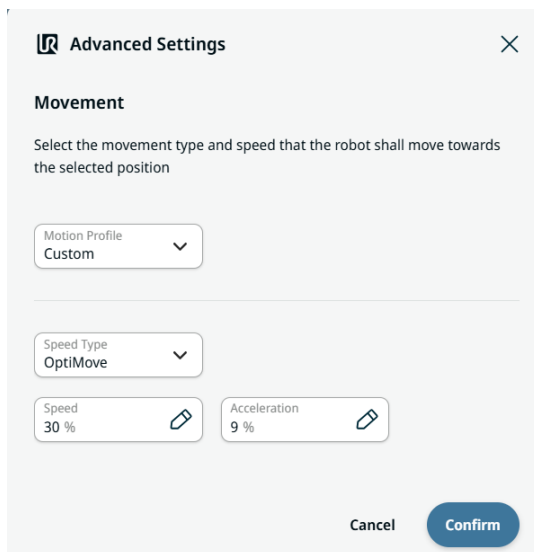 UR Advanced Settings
Movement
Select the movement type and speed that the robot shall move towards
the selected position
Motion Profile
Custom
Speed Type
OptiMove
Speed
30 %
Acceleration
9 %
Cancel Confirm